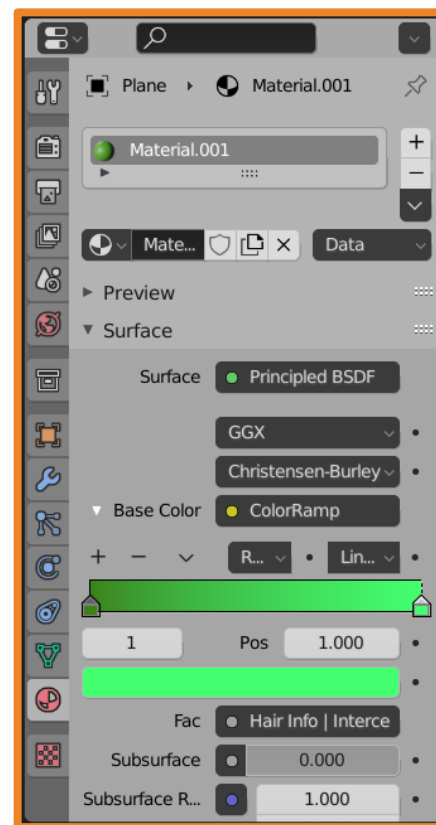 Plane Material.001
Material.001
Mate... Data
Preview
Surface
Surface Principled BSDF
GGX
Christensen-Burley
Base Color ColorRamp
R... Lin...
1 Pos 1.000
Fac Hair Info | Interce
Subsurface 0.000
Subsurface R... 1.000